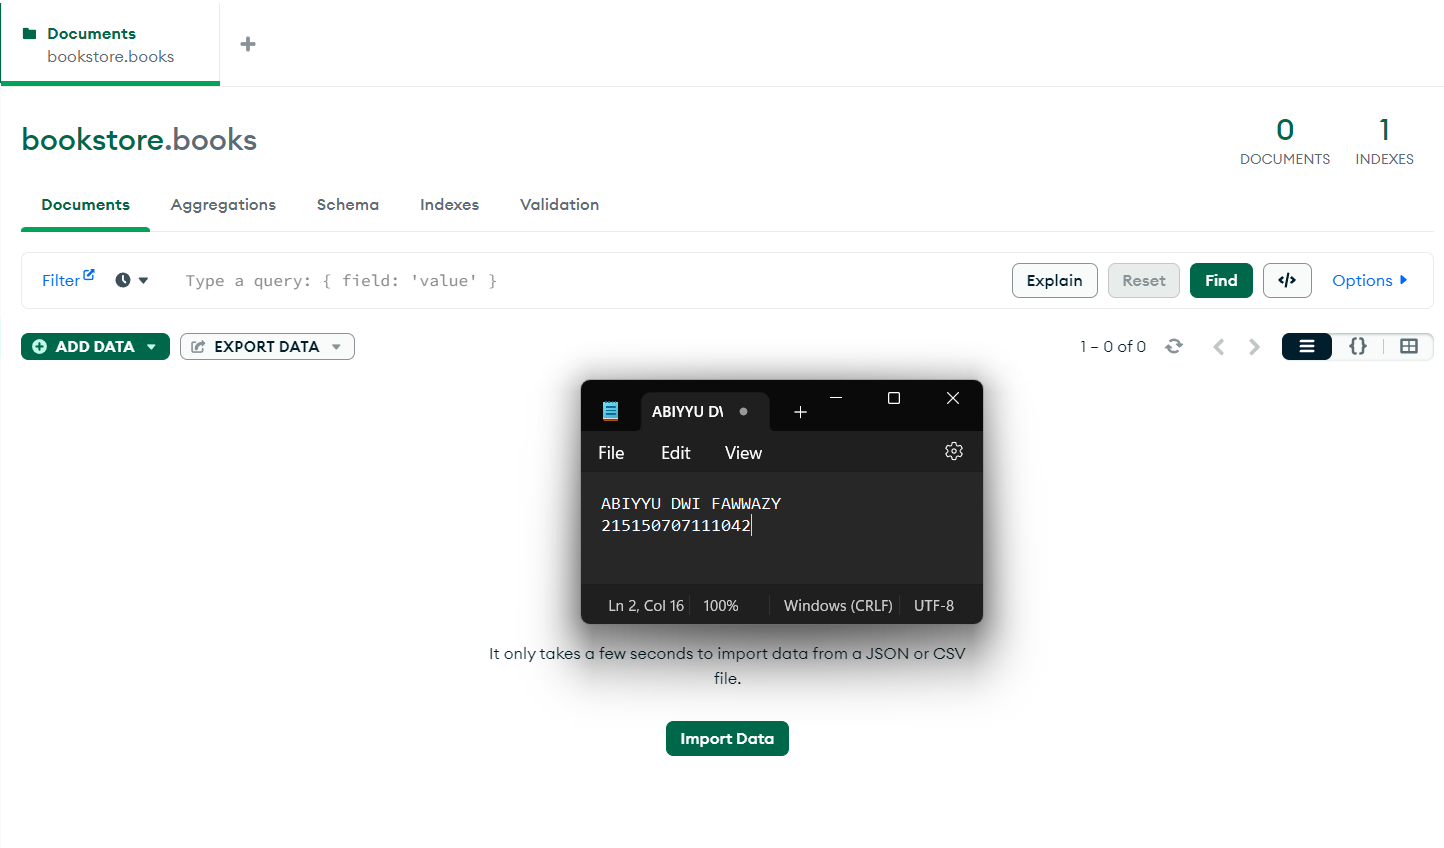 Documents
bookstore.books
bookstore.books
0
DOCUMENTS
1
INDEXES
Documents Aggregations Schema Indexes Validation
Filter Type a query: { field: 'value' } Explain Reset Find </> Options
ADD DATA EXPORT DATA 1 – 0 of 0 {}
ABIYYU DW
File Edit View
ABIYYU DWI FAWWAZY
215150707111042
Ln 2, Col 16 100% Windows (CRLF) UTF-8
It only takes a few seconds to import data from a JSON or CSV
file.
Import Data